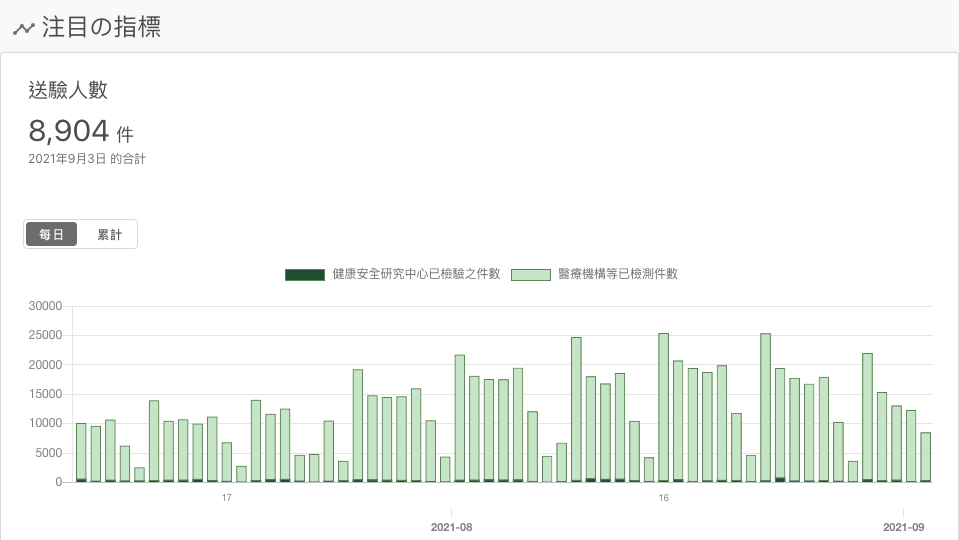 注目の指標
送驗人數
8,904 件
2021年9月3日 的合計
每日 累計
健康安全研究中心已檢驗之件數 醫療機構等已檢測件數
30000
25000
20000
15000
10000
5000
0
17 16
2021-08 2021-09